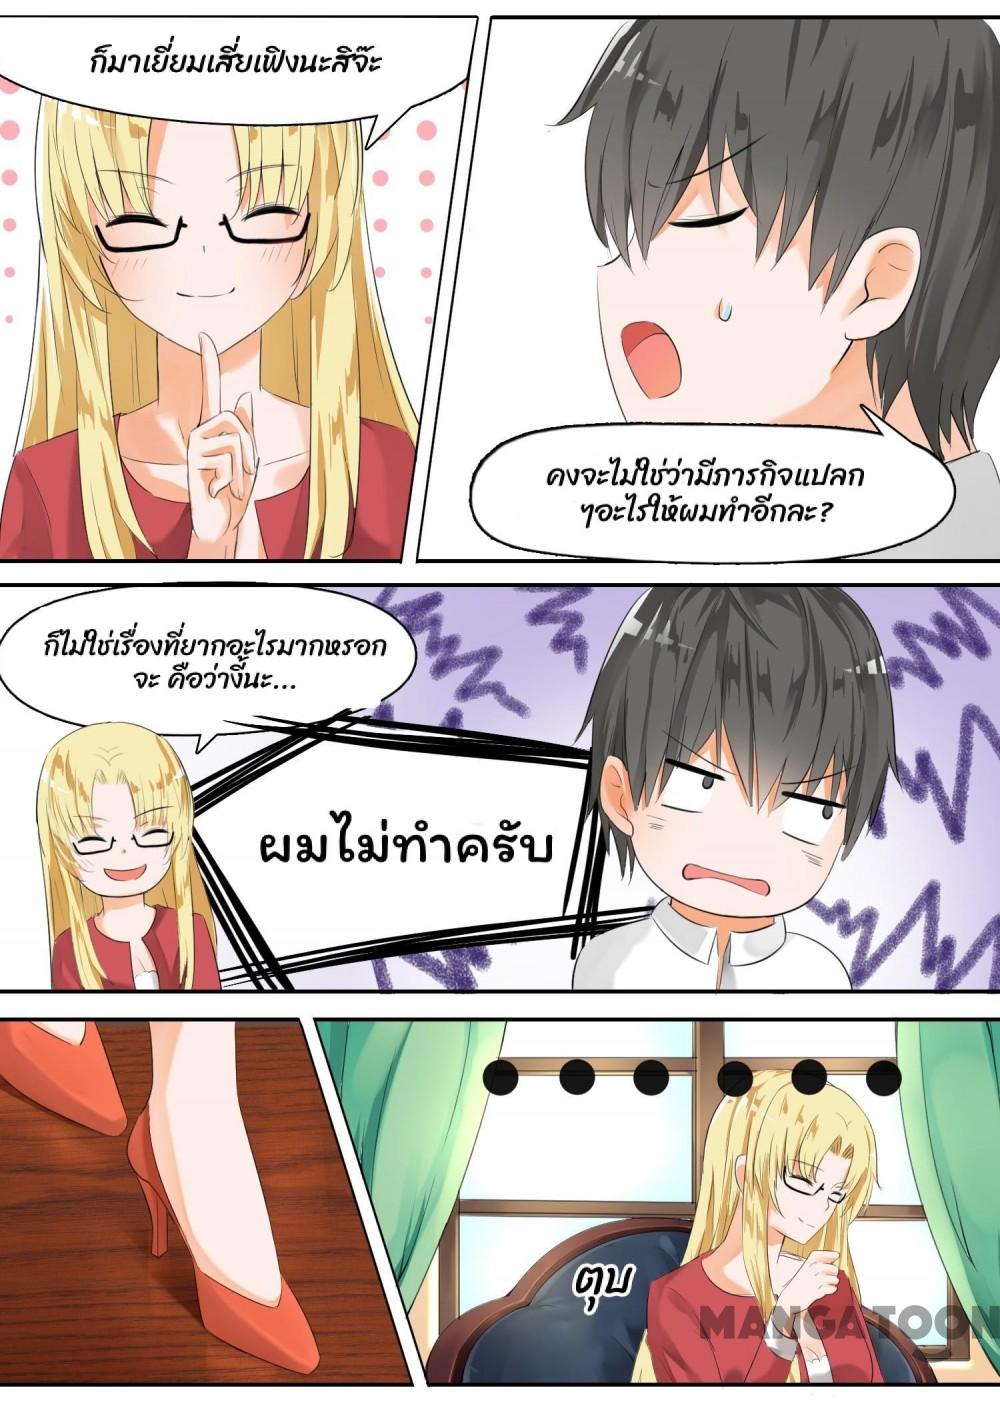 ก็มาเยี่ยมเสี่ยเฟิงนะสิจ๊ะ
คงจะไม่ใช่ว่ามีภารกิจแปลก
ๆอะไรให้ผมทำอีกละ?
ก็ไม่ใช่เรื่องที่ยากอะไรมากหรอก
จะ คือว่างี้นะ...
ผมไม่ทำครับ
ตุบ
MANGATOON